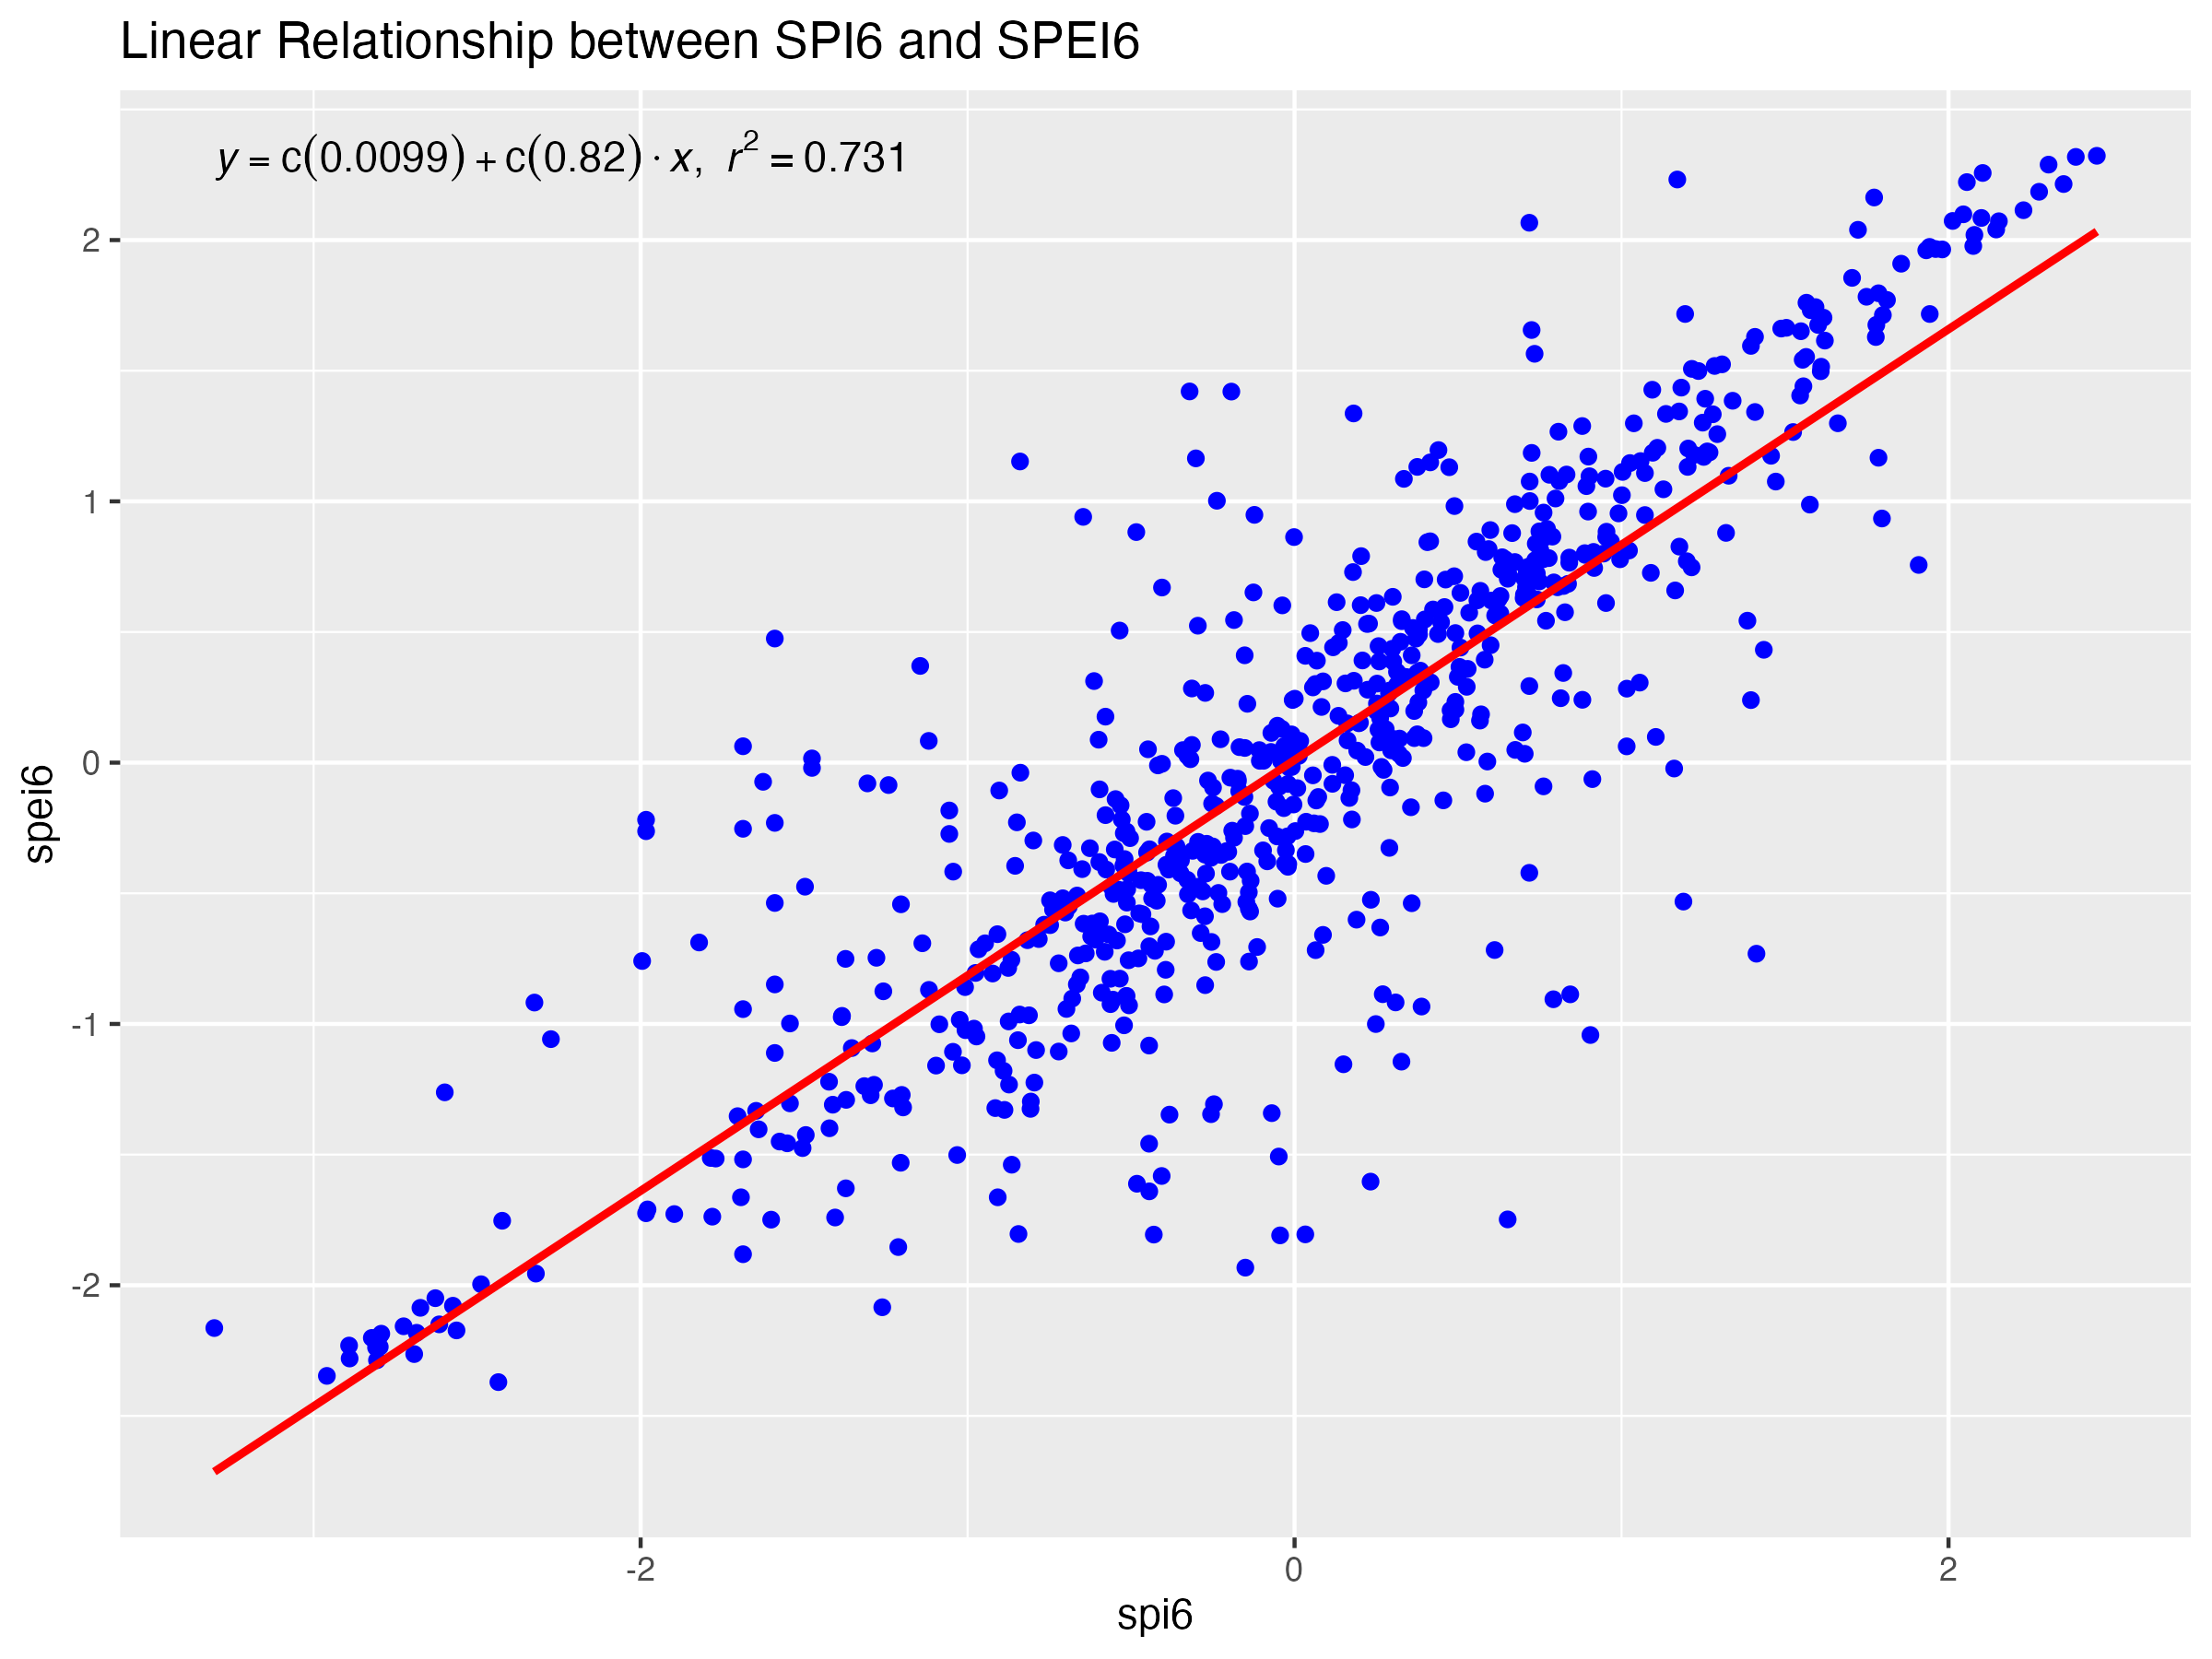 Linear Relationship between SPI6 and SPEI6
y = c(0.0099) + c(0.82) · x, r² = 0.731
2
1
0
-1
-2
spei6
-2 0 2
spi6